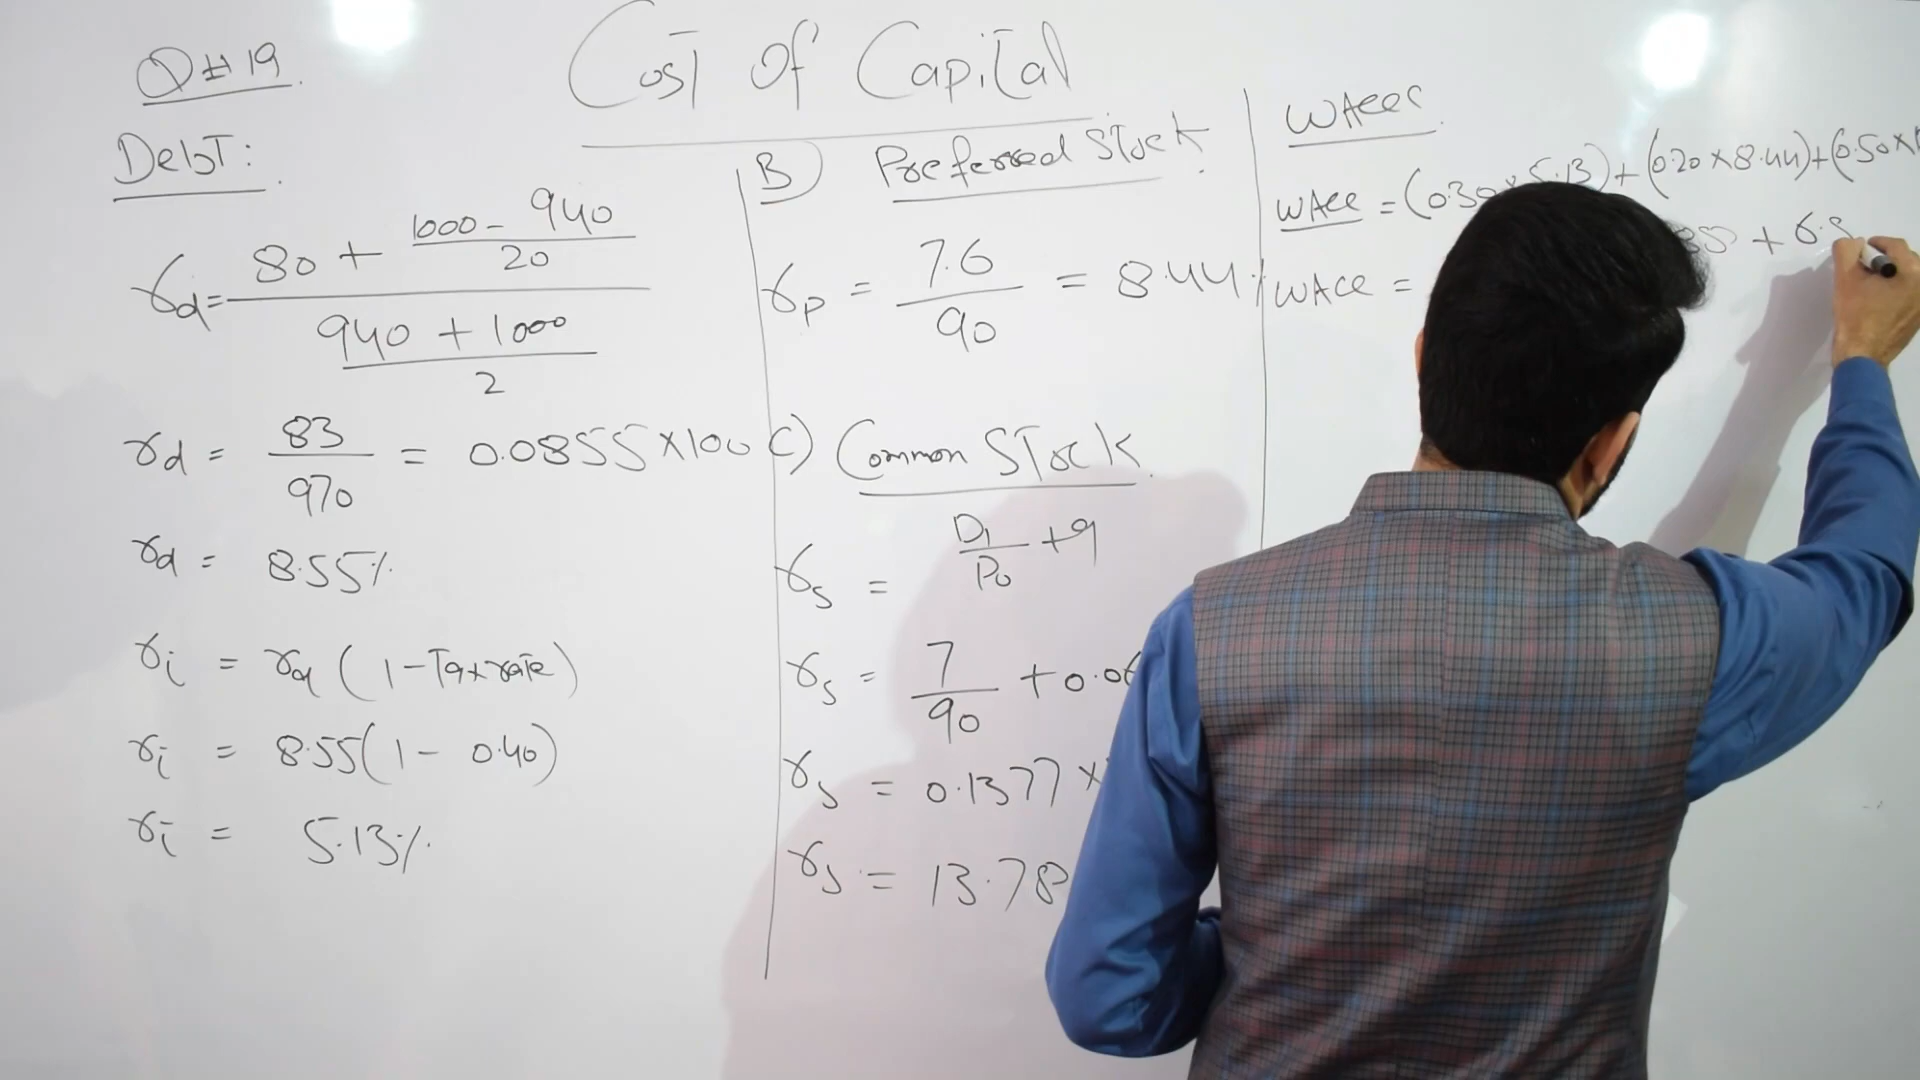 Q#19
Cost Of Capital
Debt:
rd = 80 + 1000 - 940 / 20
940 + 1000 / 2
rd = 83 / 970 = 0.0855 x 100
rd = 8.55%
ri = rd (1 - Tax rate)
ri = 8.55(1 - 0.40)
ri = 5.13%
B) Preferred Stock
rp = 7.6 / 90 = 8.44%
C) Common Stock
rs = D1 / P0 + g
rs = 7 / 90 + 0.06
rs = 0.1377 x
rs = 13.78
WACC
WACC = (0.30 x 5.13) + (0.20 x 8.44) + (0.50 x
WACC = + 6.8